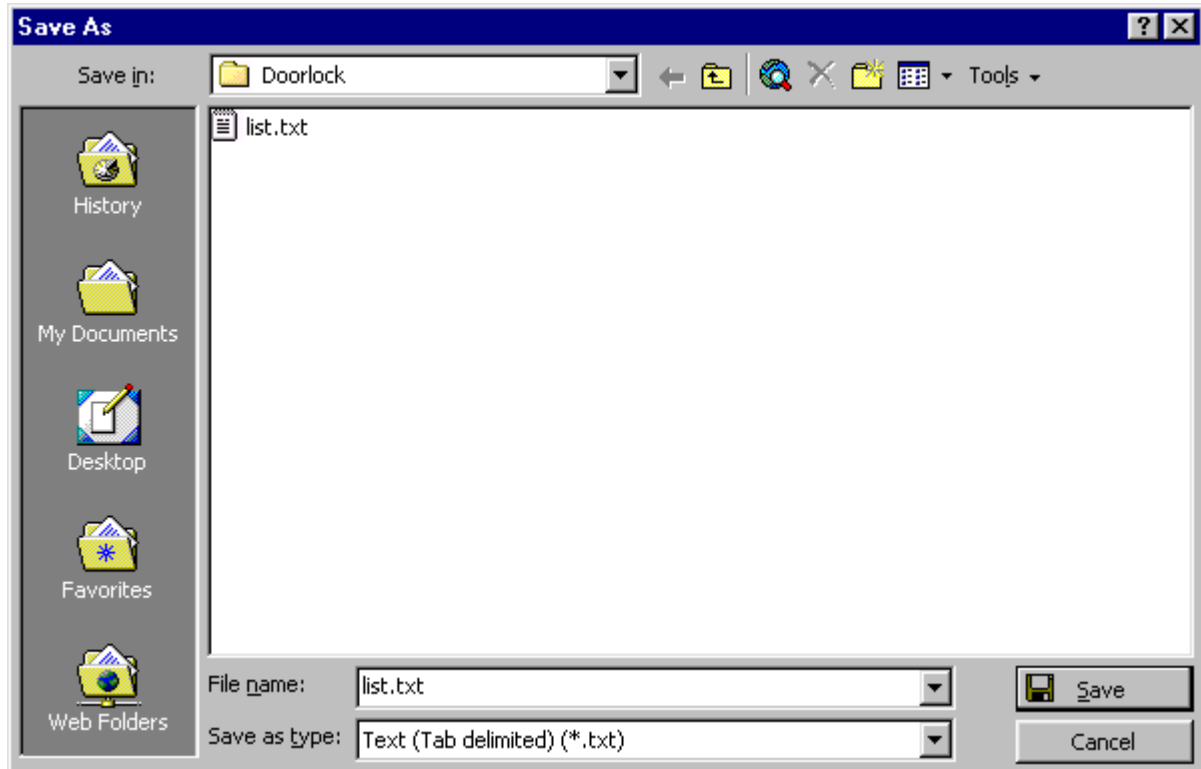 Save As
Save in:
Doorlock
Tools
list.txt
History
My Documents
Desktop
Favorites
Web Folders
File name:
list.txt
Save
Save as type:
Text (Tab delimited) (*.txt)
Cancel